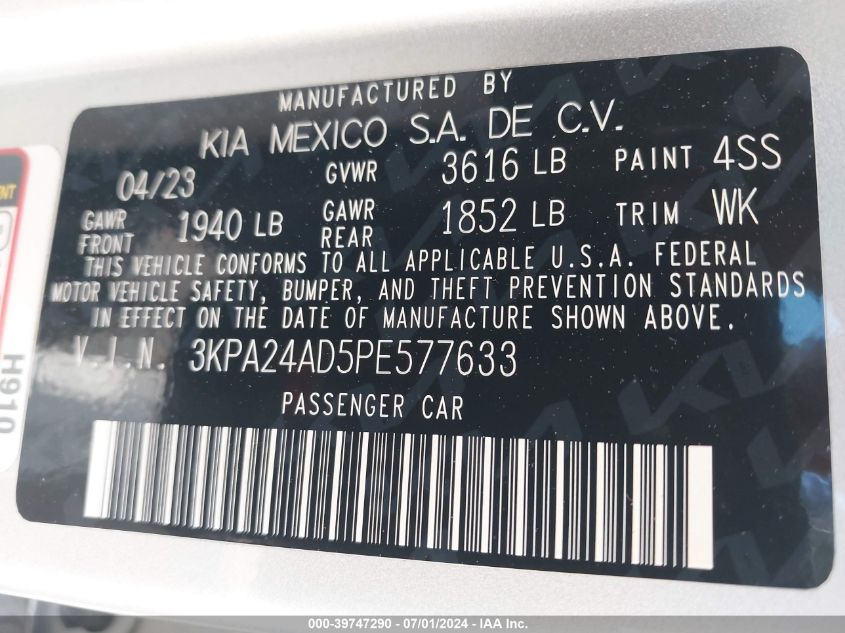 MANUFACTURED BY
KIA MEXICO S.A. DE C.V.
04/23 GVWR 3616 LB PAINT 4SS
GAWR FRONT 1940 LB GAWR REAR 1852 LB TRIM WK
THIS VEHICLE CONFORMS TO ALL APPLICABLE U.S.A. FEDERAL
MOTOR VEHICLE SAFETY, BUMPER, AND THEFT PREVENTION STANDARDS
IN EFFECT ON THE DATE OF MANUFACTURE SHOWN ABOVE.
V.I.N. 3KPA24AD5PE577633
PASSENGER CAR
H910
000-39747290 - 07/01/2024 - IAA Inc.